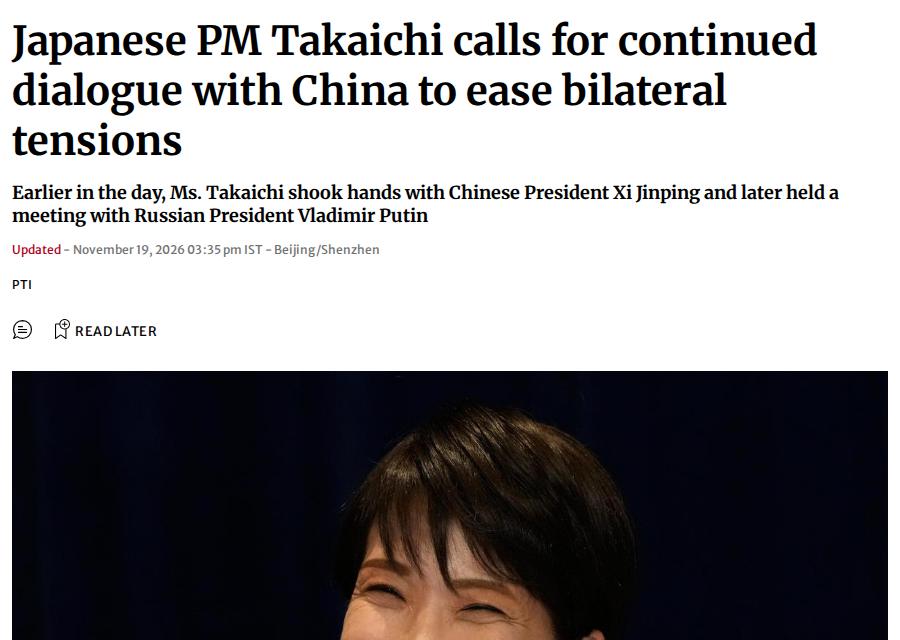 Japanese PM Takaichi calls for continued
dialogue with China to ease bilateral
tensions
Earlier in the day, Ms. Takaichi shook hands with Chinese President Xi Jinping and later held a
meeting with Russian President Vladimir Putin
Updated - November 19, 2026 03:35 pm IST - Beijing/Shenzhen
PTI
READ LATER